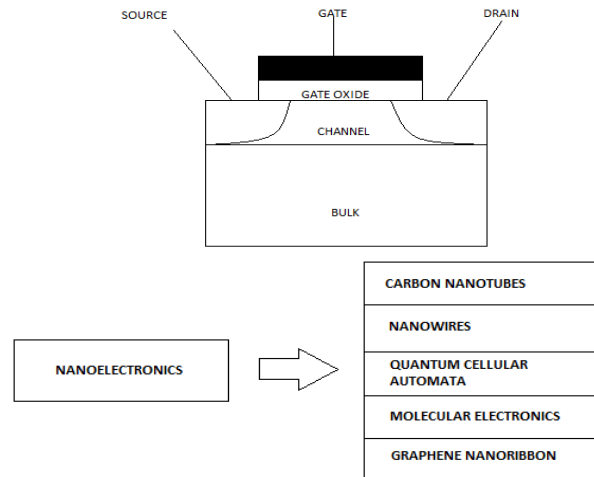 SOURCE
GATE
DRAIN
GATE OXIDE
CHANNEL
BULK
NANOELECTRONICS
CARBON NANOTUBES
NANOWIRES
QUANTUM CELLULAR
AUTOMATA
MOLECULAR ELECTRONICS
GRAPHENE NANORIBBON